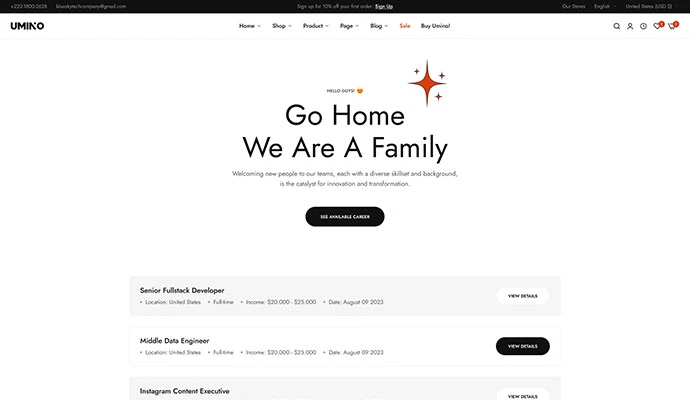 +222-1800-2628 blueskytechcompany@gmail.com Sign up for 10% off your first order: Sign Up Our Stores English United States (USD $)
UMINO Home Shop Product Page Blog Sale Buy Umino!
HELLO GUYS! 😍
Go Home
We Are A Family
Welcoming new people to our teams, each with a diverse skillset and background,
is the catalyst for innovation and transformation.
SEE AVAILABLE CAREER
Senior Fullstack Developer
• Location: United States • Full-time • Income: $20.000 - $25.000 • Date: August 09 2023
VIEW DETAILS
Middle Data Engineer
• Location: United States • Full-time • Income: $20.000 - $25.000 • Date: August 09 2023
VIEW DETAILS
Instagram Content Executive
VIEW DETAILS